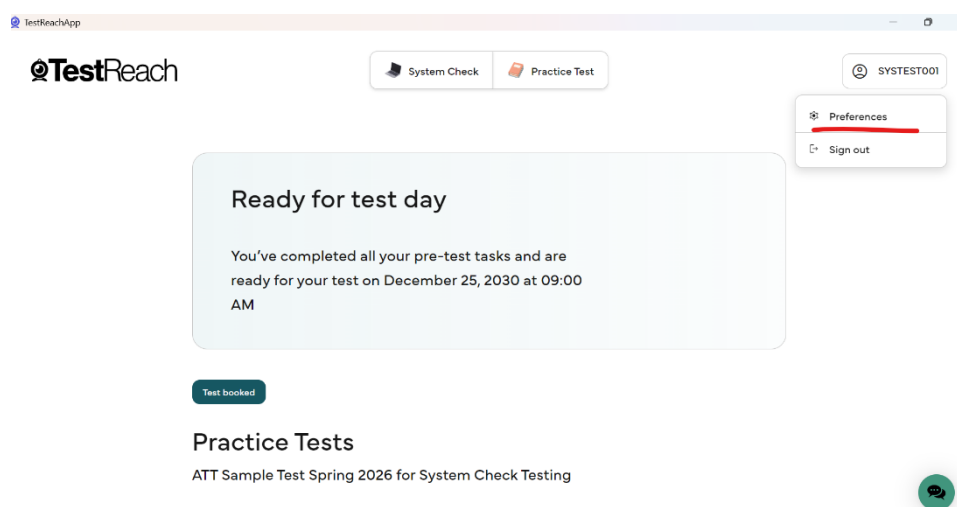 TestReachApp
TestReach
System Check
Practice Test
SYSTEST001
Preferences
Sign out
Ready for test day
You've completed all your pre-test tasks and are
ready for your test on December 25, 2030 at 09:00
AM
Test booked
Practice Tests
ATT Sample Test Spring 2026 for System Check Testing